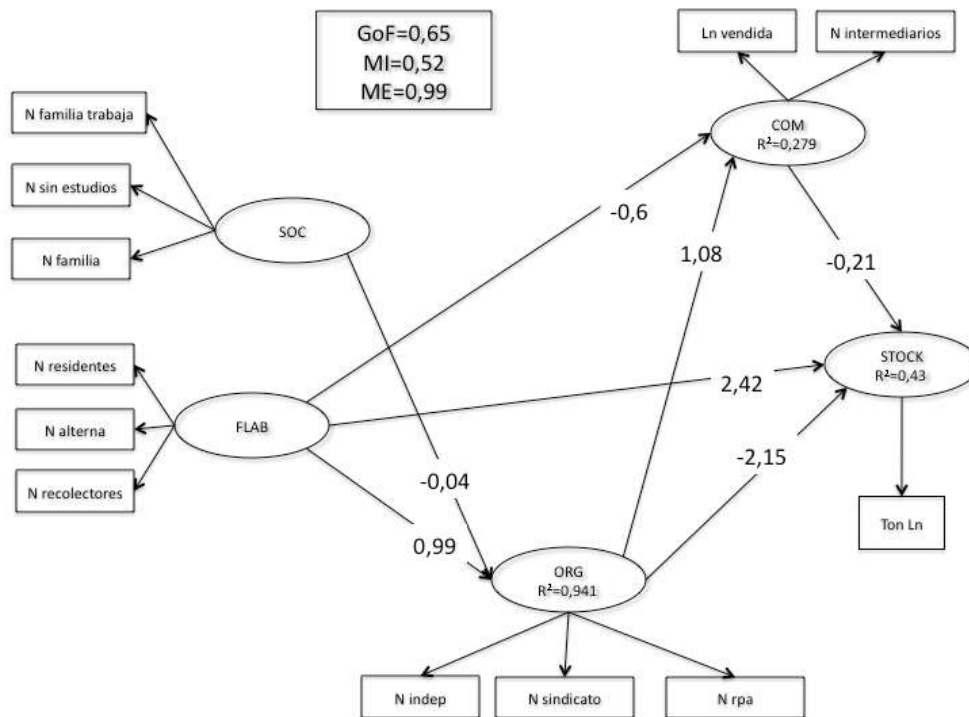 GoF=0,65
MI=0,52
ME=0,99
Ln vendida
N intermediarios
COM
R²=0,279
N familia trabaja
N sin estudios
N familia
SOC
-0,6
1,08
-0,21
STOCK
R²=0,43
N residentes
N alterna
N recolectores
FLAB
2,42
-2,15
-0,04
0,99
Ton Ln
ORG
R²=0,941
N indep
N sindicato
N rpa